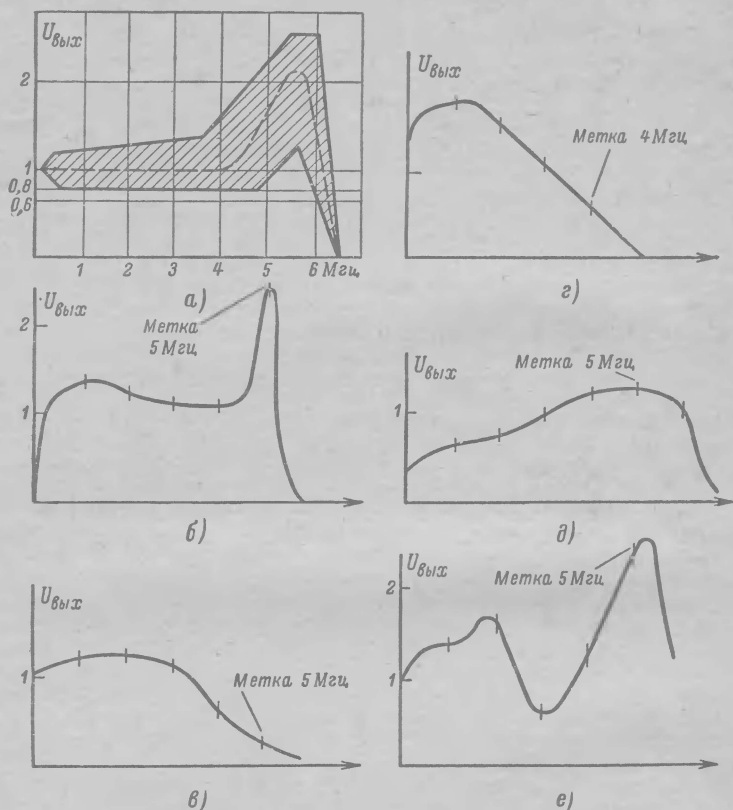 Uвых
2
1
0,8
0,6
1 2 3 4 5 6 Мгц
а)
Uвых
2
1
Метка
5 Мгц
б)
Uвых
1
Метка 5 Мгц
в)
Uвых
Метка 4 Мгц
г)
Uвых
1
Метка 5 Мгц
д)
Uвых
2
1
Метка 5 Мгц
е)